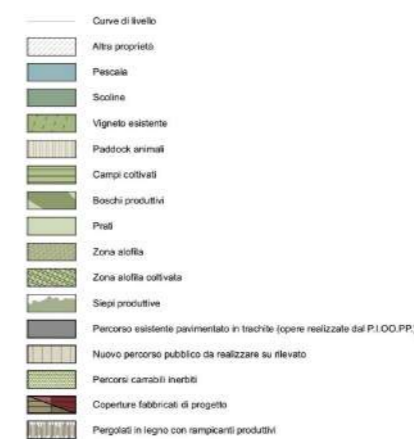 Curve di livello
Altra proprietà
Pescaia
Scoline
Vigneto esistente
Paddock animali
Campi coltivati
Boschi produttivi
Prati
Zona alofila
Zona alofila coltivata
Siepi produttive
Percorso esistente pavimentato in trachite (opere realizzate dal P.I.OO.PP.
Nuovo percorso pubblico da realizzare su rilevato
Percorsi carrabili inerbiti
Coperture fabbricati di progetto
Pergolati in legno con rampicanti produttivi